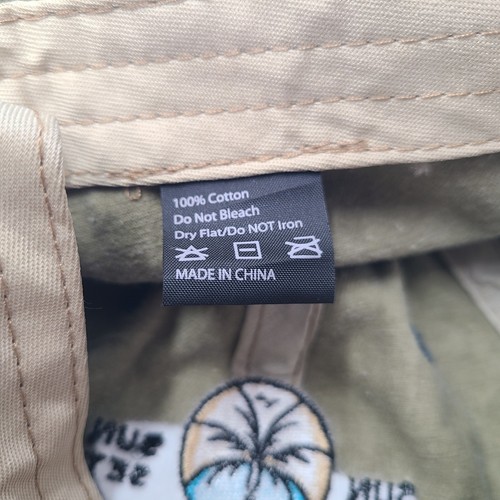 100% Cotton
Do Not Bleach
Dry Flat/Do NOT Iron
MADE IN CHINA